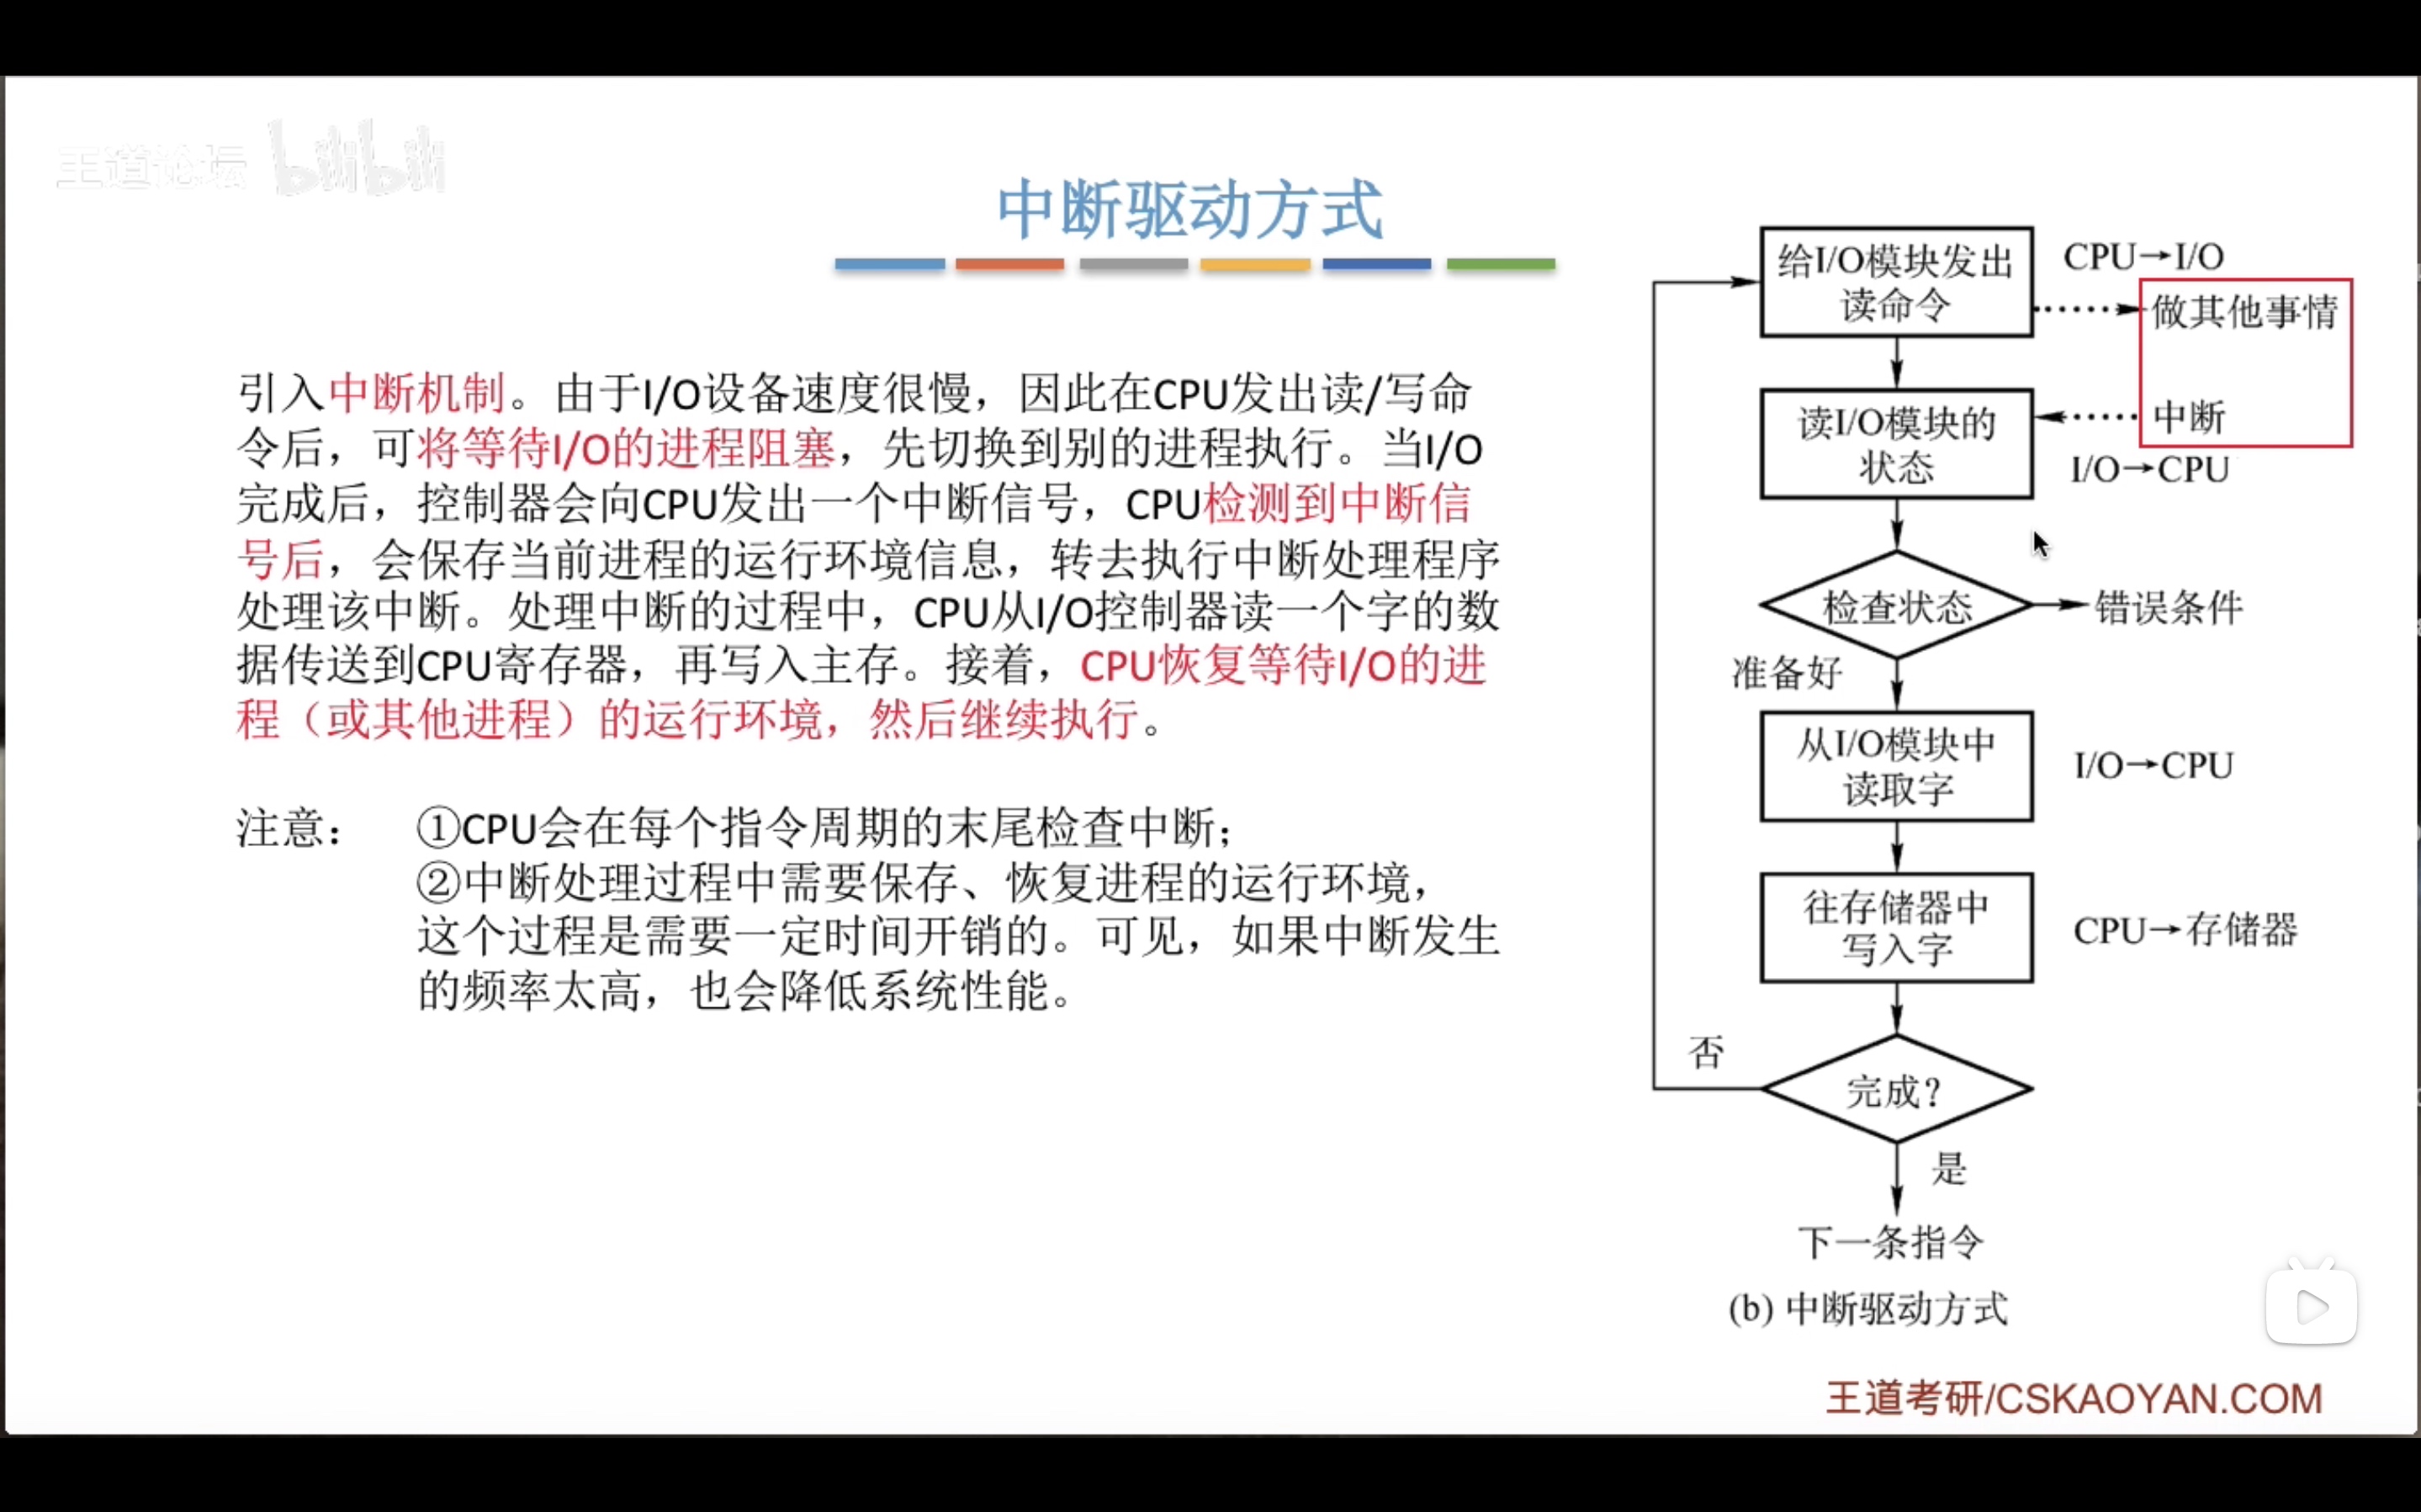 王道论坛 bilibili
中断驱动方式
引入中断机制。由于I/O设备速度很慢，因此在CPU发出读/写命
令后，可将等待I/O的进程阻塞，先切换到别的进程执行。当I/O
完成后，控制器会向CPU发出一个中断信号，CPU检测到中断信
号后，会保存当前进程的运行环境信息，转去执行中断处理程序
处理该中断。处理中断的过程中，CPU从I/O控制器读一个字的数
据传送到CPU寄存器，再写入主存。接着，CPU恢复等待I/O的进
程（或其他进程）的运行环境，然后继续执行。
注意： ①CPU会在每个指令周期的末尾检查中断；
②中断处理过程中需要保存、恢复进程的运行环境，
这个过程是需要一定时间开销的。可见，如果中断发生
的频率太高，也会降低系统性能。
给I/O模块发出
读命令
CPU→I/O
做其他事情
读I/O模块的
状态
中断
I/O→CPU
检查状态
错误条件
准备好
从I/O模块中
读取字
I/O→CPU
往存储器中
写入字
CPU→存储器
否
完成?
是
下一条指令
(b) 中断驱动方式
王道考研/CSKAOYAN.COM